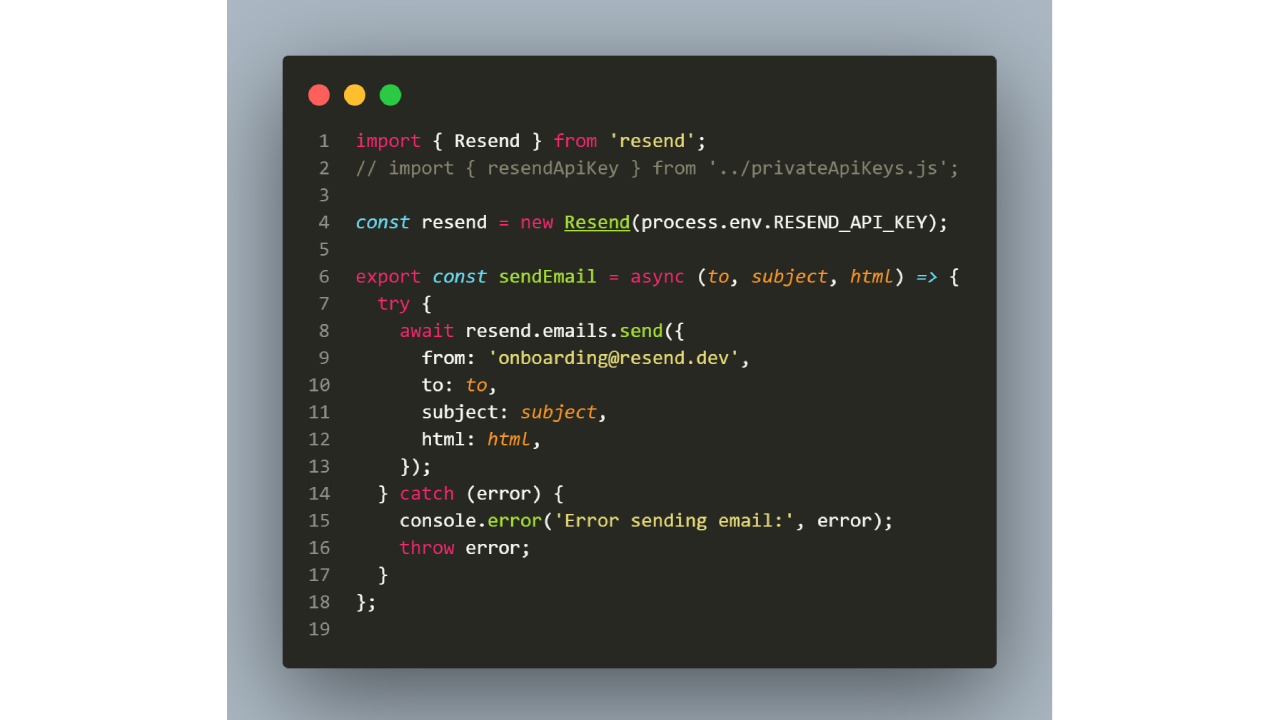 1 import { Resend } from 'resend';
2 // import { resendApiKey } from '../privateApiKeys.js';
3
4 const resend = new Resend(process.env.RESEND_API_KEY);
5
6 export const sendEmail = async (to, subject, html) => {
7   try {
8     await resend.emails.send({
9       from: 'onboarding@resend.dev',
10       to: to,
11       subject: subject,
12       html: html,
13     });
14   } catch (error) {
15     console.error('Error sending email:', error);
16     throw error;
17   }
18 };
19